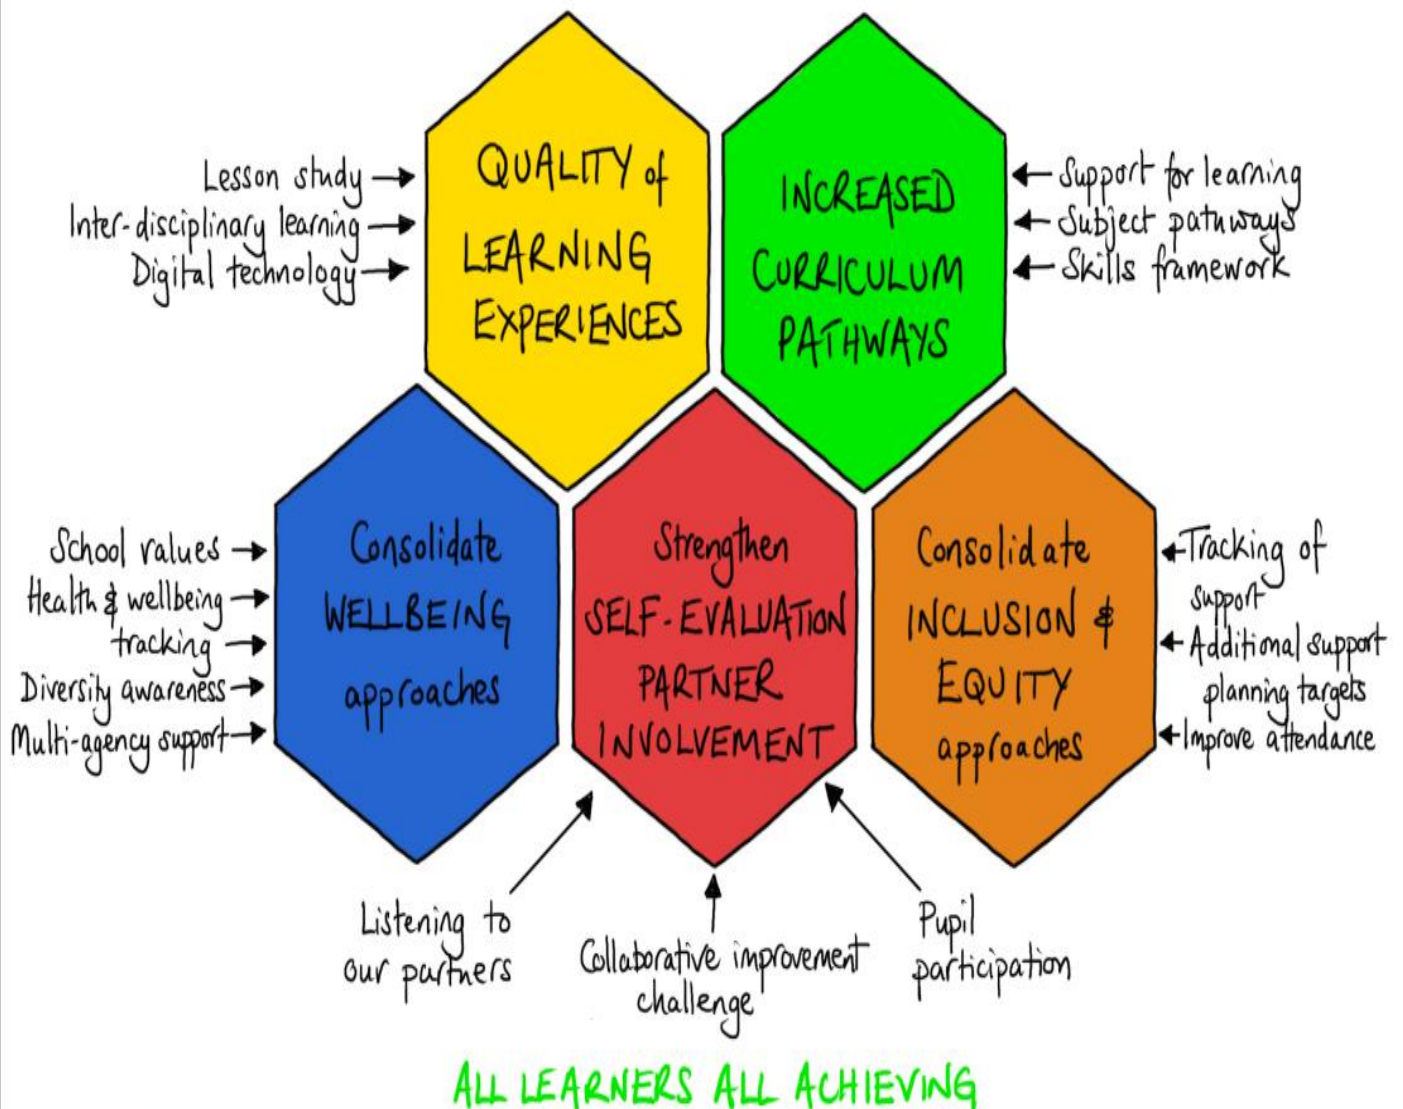 QUALITY of
LEARNING
EXPERIENCES
Lesson study
Inter-disciplinary learning
Digital technology
INCREASED
CURRICULUM
PATHWAYS
Support for learning
Subject pathways
Skills framework
Consolidate
WELLBEING
approaches
School values
Health & wellbeing
tracking
Diversity awareness
Multi-agency support
Strengthen
SELF-EVALUATION
PARTNER
INVOLVEMENT
Listening to
our partners
Collaborative improvement
challenge
Pupil
participation
Consolidate
INCLUSION &
EQUITY
approaches
Tracking of
support
Additional support
planning targets
Improve attendance
ALL LEARNERS ALL ACHIEVING